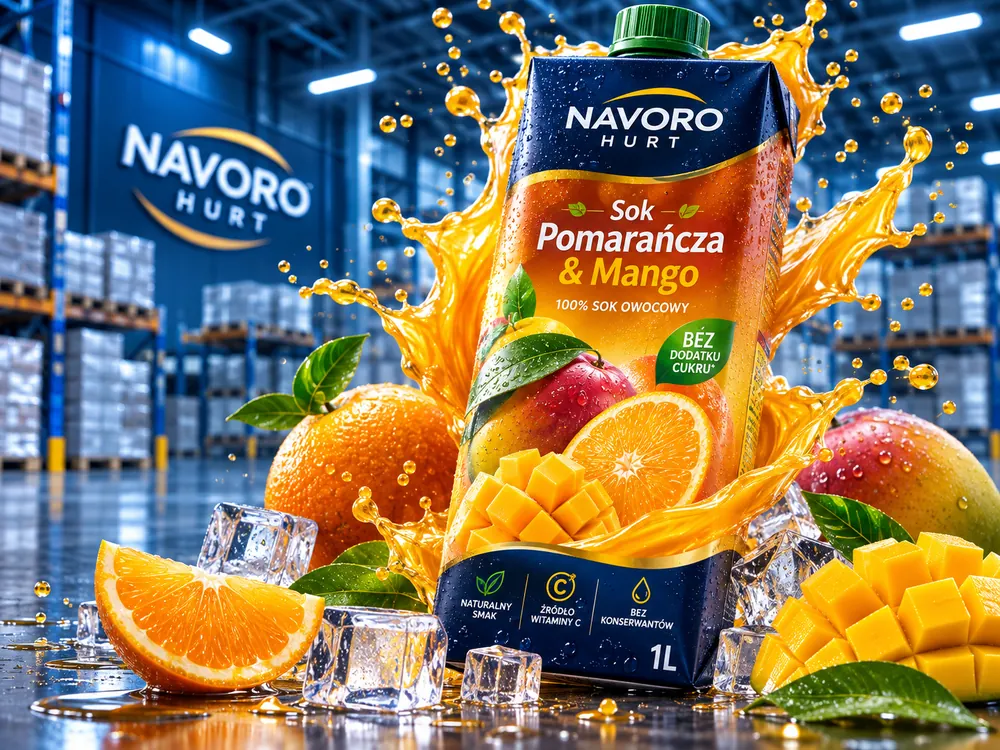 NAVORO
HURT
NAVORO
HURT
Sok
Pomarańcza
& Mango
100% SOK OWOCOWY
BÉZ
DODATKU
CUKRU*
NATURALNY
SMAK
C
ŹRÓDŁO
WITAMINY C
BEZ
KONSERWANTÓW
1L